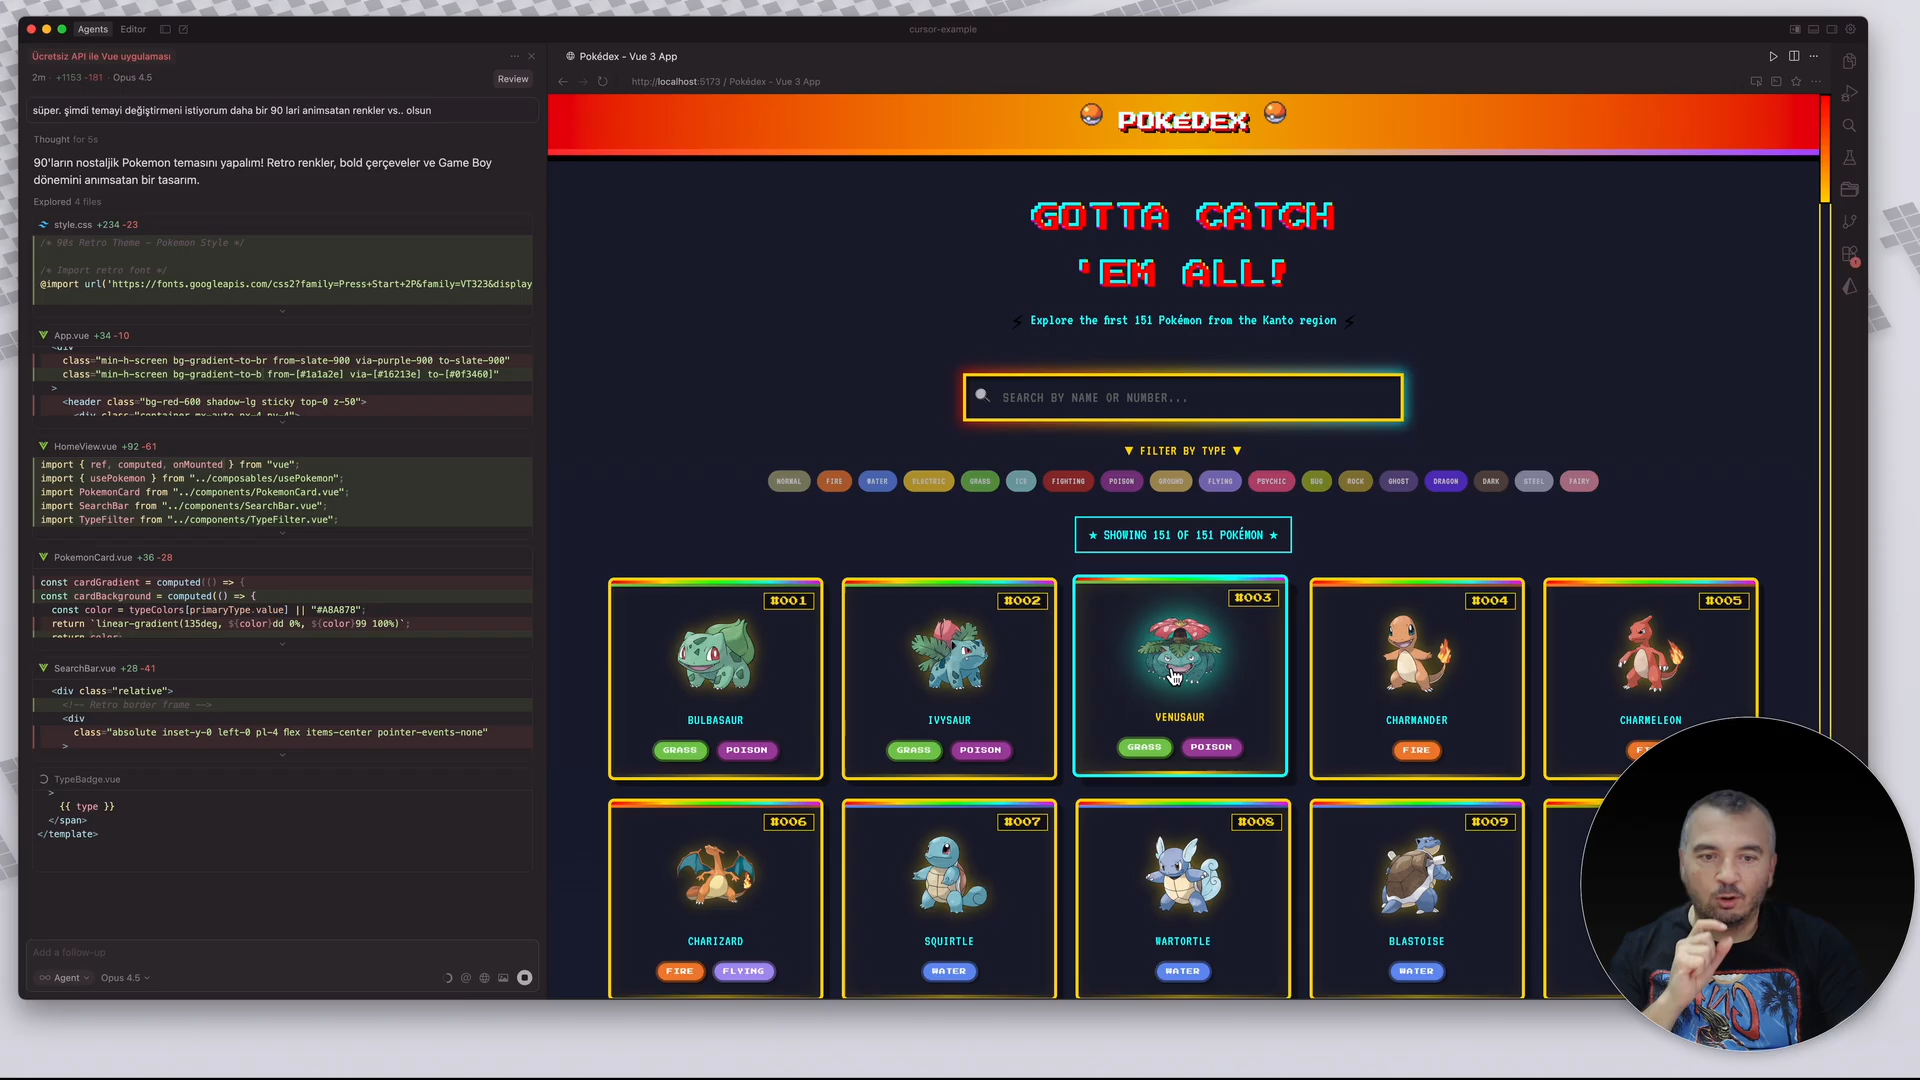 Agents
Editor
cursor-example
Ücretsiz API ile Vue uygulaması
2m · +1153 -181 · Opus 4.5
Review
süper. şimdi temayi değiştirmeni istiyorum daha bir 90 lari animsatan renkler vs.. olsun
Thought for 5s
90'ların nostaljik Pokemon temasını yapalım! Retro renkler, bold çerçeveler ve Game Boy
dönemini anımsatan bir tasarım.
Explored 4 files
style.css +234 -23
/* 90s Retro Theme – Pokemon Style */
/* Import retro font */
@import url('https://fonts.googleapis.com/css2?family=Press+Start+2P&family=VT323&display
App.vue +34 -10
<div
class="min-h-screen bg-gradient-to-br from-slate-900 via-purple-900 to-slate-900"
class="min-h-screen bg-gradient-to-b from-[#1a1a2e] via-[#16213e] to-[#0f3460]"
>
<header class="bg-red-600 shadow-lg sticky top-0 z-50">
<div class="container mx-auto px-4 py-4">
HomeView.vue +92 -61
import { ref, computed, onMounted } from "vue";
import { usePokemon } from "../composables/usePokemon";
import PokemonCard from "../components/PokemonCard.vue";
import SearchBar from "../components/SearchBar.vue";
import TypeFilter from "../components/TypeFilter.vue";
PokemonCard.vue +36 -28
const cardGradient = computed(() => {
const cardBackground = computed(() => {
const color = typeColors[primaryType.value] || "#A8A878";
return `linear-gradient(135deg, ${color}dd 0%, ${color}99 100%)`;
return color;
SearchBar.vue +28 -41
<div class="relative">
<!-- Retro border frame -->
<div
class="absolute inset-y-0 left-0 pl-4 flex items-center pointer-events-none"
>
TypeBadge.vue
>
{{ type }}
</span>
</template>
Add a follow-up
Agent
Opus 4.5
Pokédex - Vue 3 App
http://localhost:5173 / Pokédex - Vue 3 App
POKéDEX
GOTTA CATCH
'EM ALL!
Explore the first 151 Pokémon from the Kanto region
SEARCH BY NAME OR NUMBER...
▼ FILTER BY TYPE ▼
NORMAL FIRE WATER ELECTRIC GRASS ICE FIGHTING POISON GROUND FLYING PSYCHIC BUG ROCK GHOST DRAGON DARK STEEL FAIRY
★ SHOWING 151 OF 151 POKÉMON ★
#001
BULBASAUR
GRASS POISON
#002
IVYSAUR
GRASS POISON
#003
VENUSAUR
GRASS POISON
#004
CHARMANDER
FIRE
#005
CHARMELEON
#006
CHARIZARD
FIRE FLYING
#007
SQUIRTLE
WATER
#008
WARTORTLE
WATER
#009
BLASTOISE
WATER